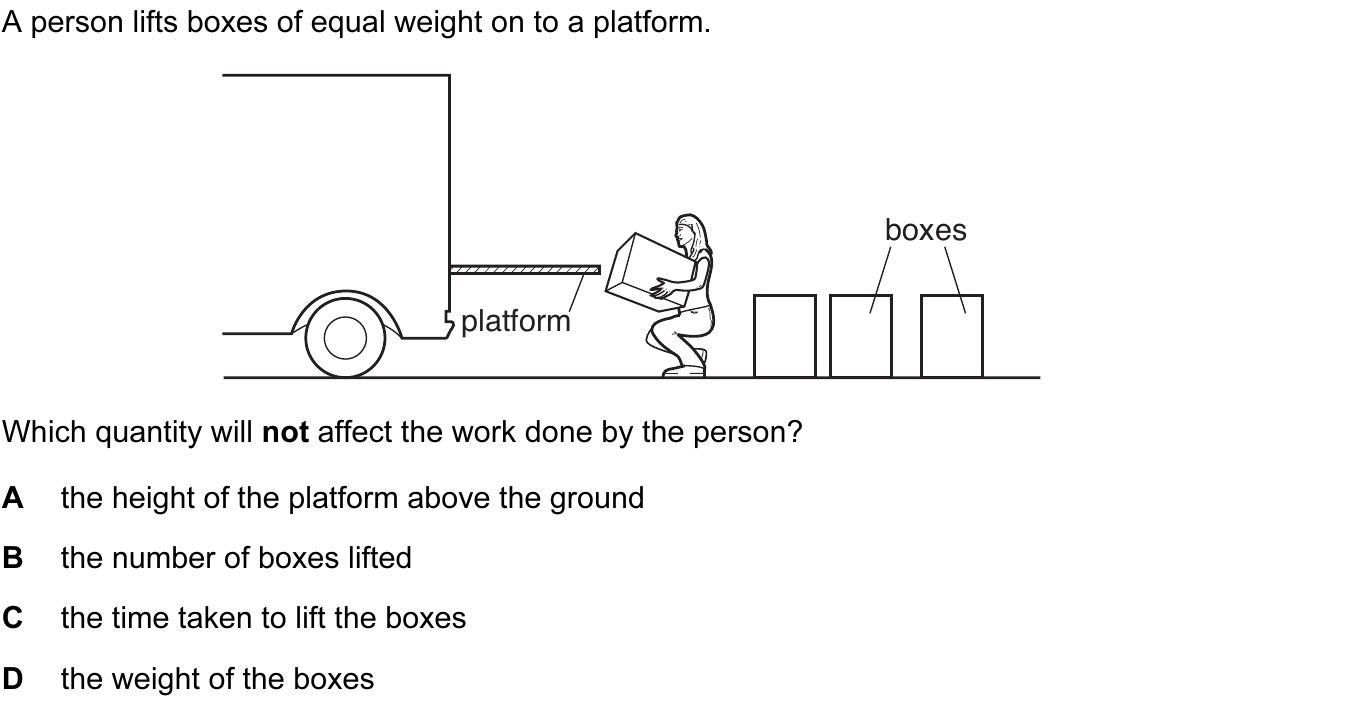 A person lifts boxes of equal weight on to a platform.
boxes
platform
Which quantity will not affect the work done by the person?
A the height of the platform above the ground
B the number of boxes lifted
C the time taken to lift the boxes
D the weight of the boxes